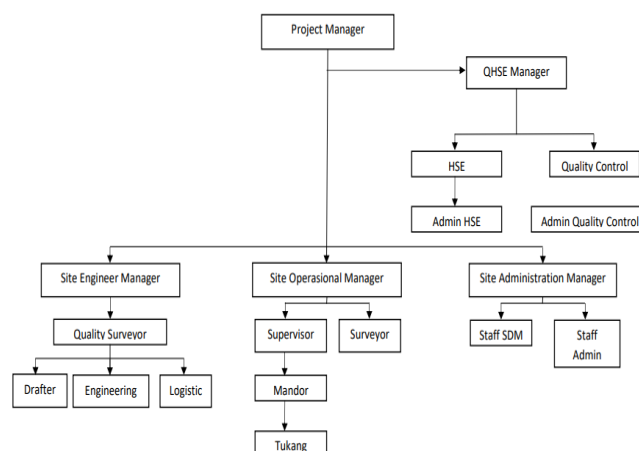 Project Manager
QHSE Manager
HSE
Quality Control
Admin HSE
Admin Quality Control
Site Engineer Manager
Site Operasional Manager
Site Administration Manager
Quality Surveyor
Supervisor
Surveyor
Staff SDM
Staff
Admin
Drafter
Engineering
Logistic
Mandor
Tukang